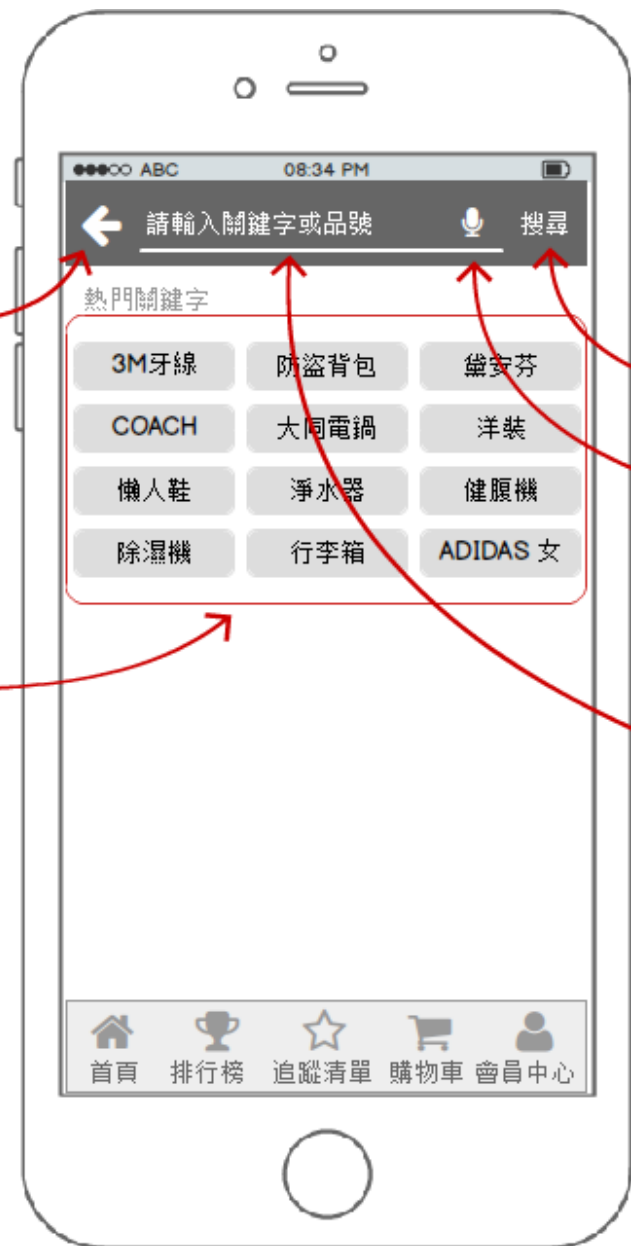 ABC 08:34 PM
請輸入關鍵字或品號 搜尋
熱門關鍵字
3M牙線 防盜背包 黛安芬
COACH 大同電鍋 洋裝
懶人鞋 淨水器 健腹機
除濕機 行李箱 ADIDAS 女
首頁 排行榜 追蹤清單 購物車 會員中心